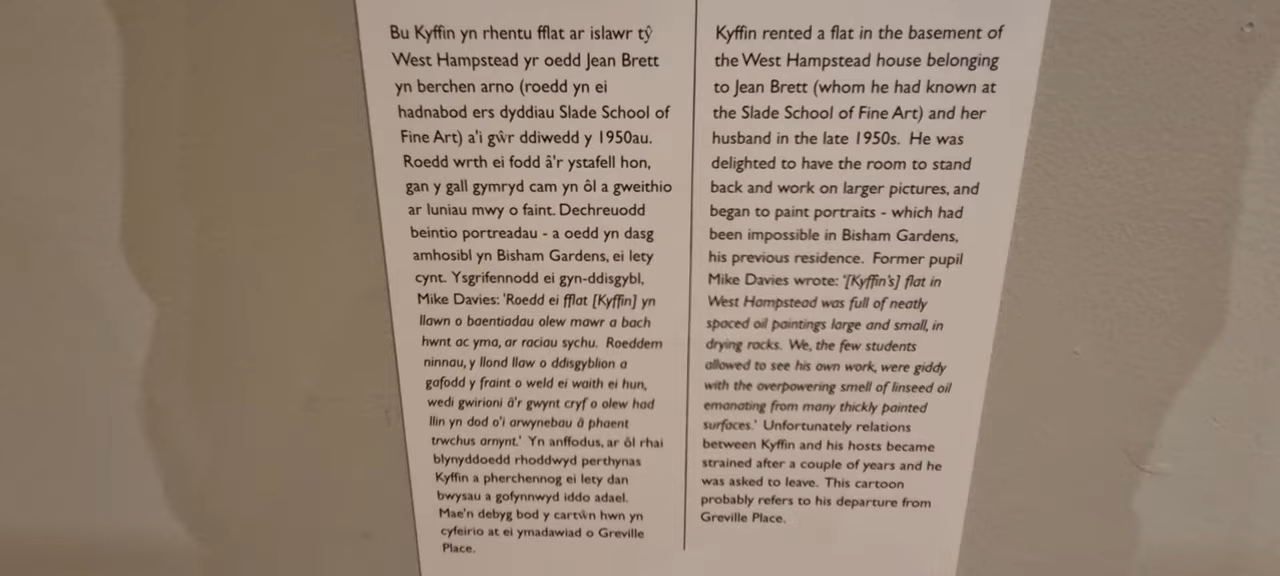 Bu Kyffin yn rhentu fflat ar islawr tŷ
West Hampstead yr oedd Jean Brett
yn berchen arno (roedd yn ei
hadnabod ers dyddiau Slade School of
Fine Art) a'i gŵr ddiwedd y 1950au.
Roedd wrth ei fodd â'r ystafell hon,
gan y gall gymryd cam yn ôl a gweithio
ar luniau mwy o faint. Dechreuodd
beintio portreadau - a oedd yn dasg
amhosibl yn Bisham Gardens, ei lety
cynt. Ysgrifennodd ei gyn-ddisgybl,
Mike Davies: 'Roedd ei fflat [Kyffin] yn
llawn o baentiadau olew mawr a bach
hwnt ac yma, ar raciau sychu. Roeddem
ninnau, y llond llaw o ddisgyblion a
gafodd y fraint o weld ei waith ei hun,
wedi gwirioni â'r gwynt cryf o olew had
llin yn dod o'i arwynebau â phaent
trwchus arnynt.' Yn anffodus, ar ôl rhai
blynyddoedd rhoddwyd perthynas
Kyffin a pherchennog ei lety dan
bwysau a gofynnwyd iddo adael.
Mae'n debyg bod y cartŵn hwn yn
cyfeirio at ei ymadawiad o Greville
Place.
Kyffin rented a flat in the basement of
the West Hampstead house belonging
to Jean Brett (whom he had known at
the Slade School of Fine Art) and her
husband in the late 1950s. He was
delighted to have the room to stand
back and work on larger pictures, and
began to paint portraits - which had
been impossible in Bisham Gardens,
his previous residence. Former pupil
Mike Davies wrote: '[Kyffin's] flat in
West Hampstead was full of neatly
spaced oil paintings large and small, in
drying racks. We, the few students
allowed to see his own work, were giddy
with the overpowering smell of linseed oil
emanating from many thickly painted
surfaces.' Unfortunately relations
between Kyffin and his hosts became
strained after a couple of years and he
was asked to leave. This cartoon
probably refers to his departure from
Greville Place.